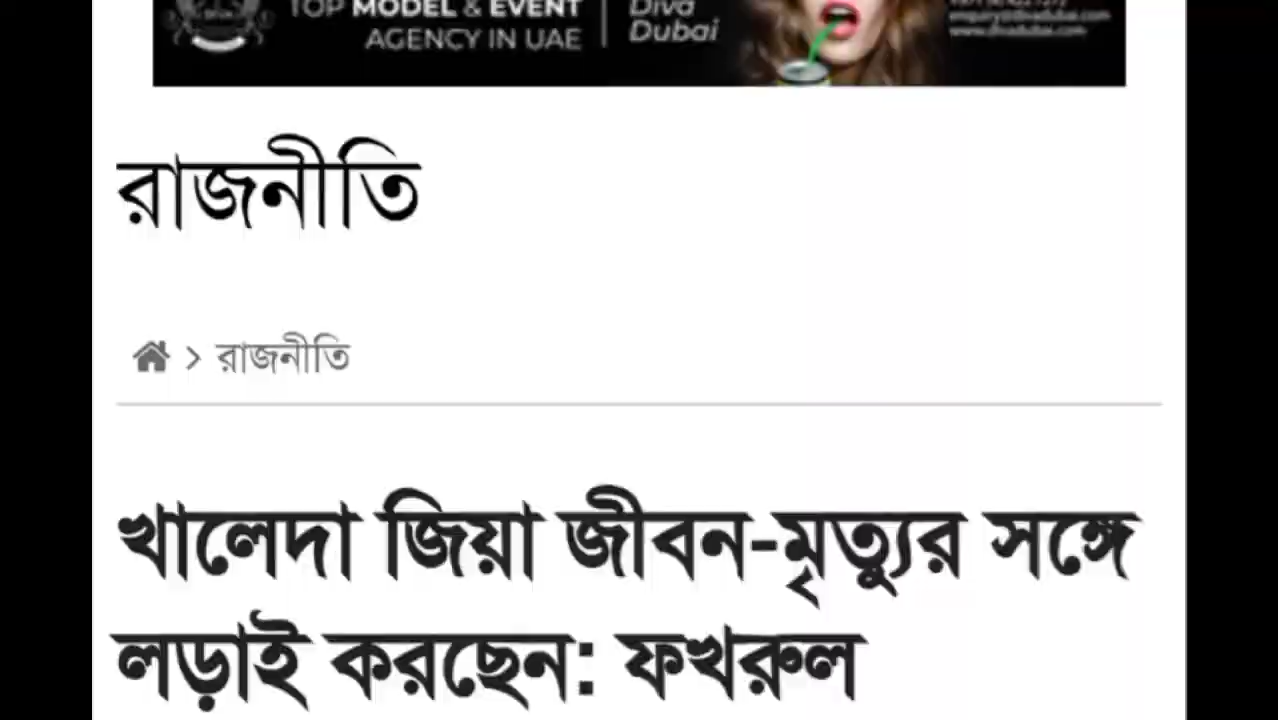 TOP MODEL & EVENT
AGENCY IN UAE
Diva
Dubai
রাজনীতি
রাজনীতি
খালেদা জিয়া জীবন-মৃত্যুর সঙ্গে
লড়াই করছেন: ফখরুল